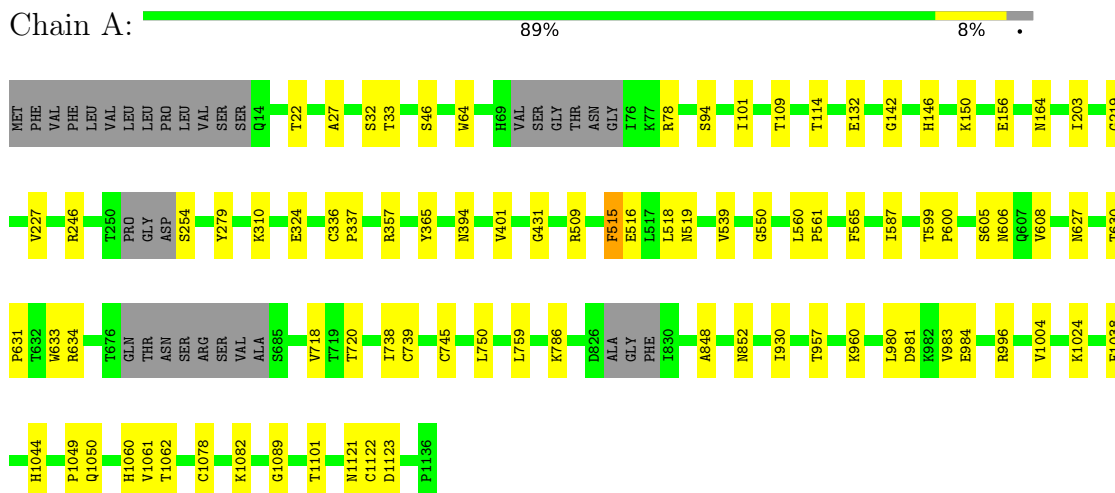 Chain A:
89% 8% •
MET PHE VAL PHE LEU VAL LEU LEU PRO LEU VAL SER SER Q14 T22 A27 S32 T33 S46 W64 H69 VAL SER GLY THR ASN GLY I76 K77 R78 S94 I101 T109 T114 E132 G142 H146 K150 E156 N164 I203
V227 R246 T250 PRO GLY ASP S254 Y279 K310 E324 C336 P337 R357 Y365 N394 V401 G431 R509 F515 E516 L517 L518 N519 V539 G550 L560 P561 F565 I587 T599 P600 S605 N606 Q607 V608 N627 T630
P631 T632 W633 R634 T676 GLN THR ASN SER ARG SER VAL ALA S685 V718 T719 T720 I738 C739 C745 L750 L759 K786 D826 ALA GLY PHE I830 A848 N852 I930 T957 K960 L980 D981 K982 V983 E984 R996 V1004 K1024
H1044 P1049 Q1050 H1060 V1061 T1062 C1078 K1082 G1089 T1101 N1121 C1122 D1123 P1136